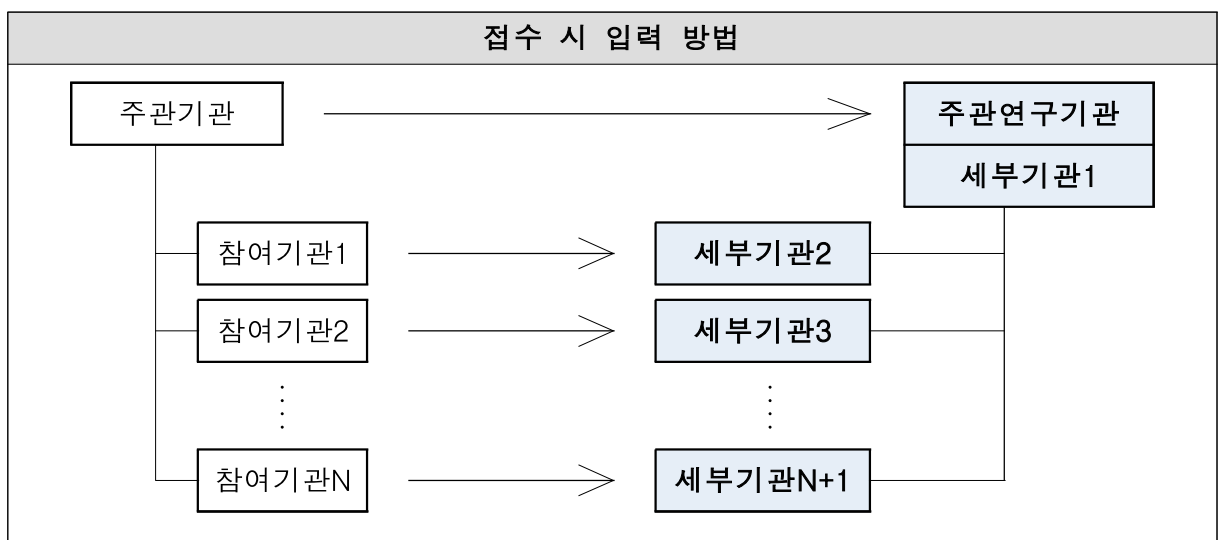 접수 시 입력 방법
주관기관
주관연구기관
세부기관1
참여기관1
세부기관2
참여기관2
세부기관3
참여기관N
세부기관N+1